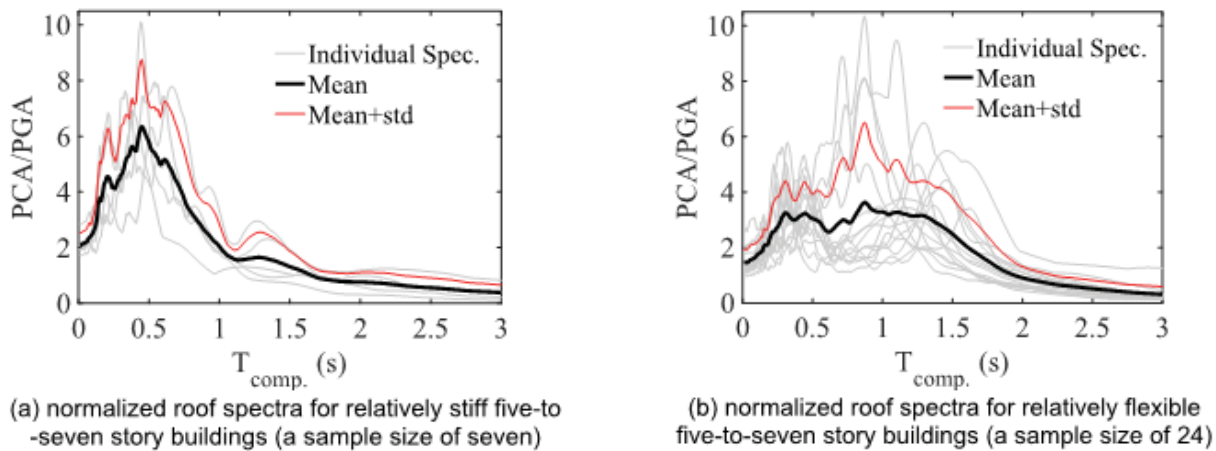 10
8
6
4
2
0
PCA/PGA
Individual Spec.
Mean
Mean+std
0 0.5 1 1.5 2 2.5 3
T comp. (s)
(a) normalized roof spectra for relatively stiff five-to
-seven story buildings (a sample size of seven)
10
8
6
4
2
0
PCA/PGA
Individual Spec.
Mean
Mean+std
0 0.5 1 1.5 2 2.5 3
T comp. (s)
(b) normalized roof spectra for relatively flexible
five-to-seven story buildings (a sample size of 24)